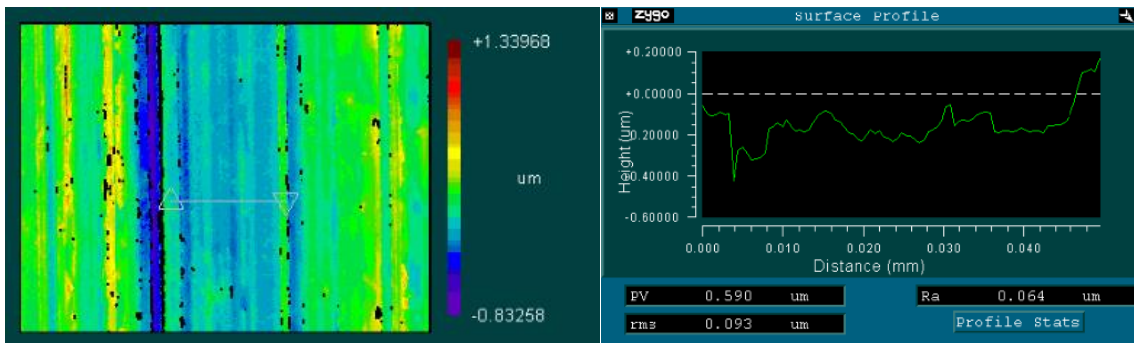 +1.33968
um
-0.83258
zygo
Surface Profile
+0.20000
+0.00000
-0.20000
-0.40000
-0.60000
Height (µm)
0.000 0.010 0.020 0.030 0.040
Distance (mm)
PV 0.590 um
Ra 0.064 um
rms 0.093 um
Profile Stats